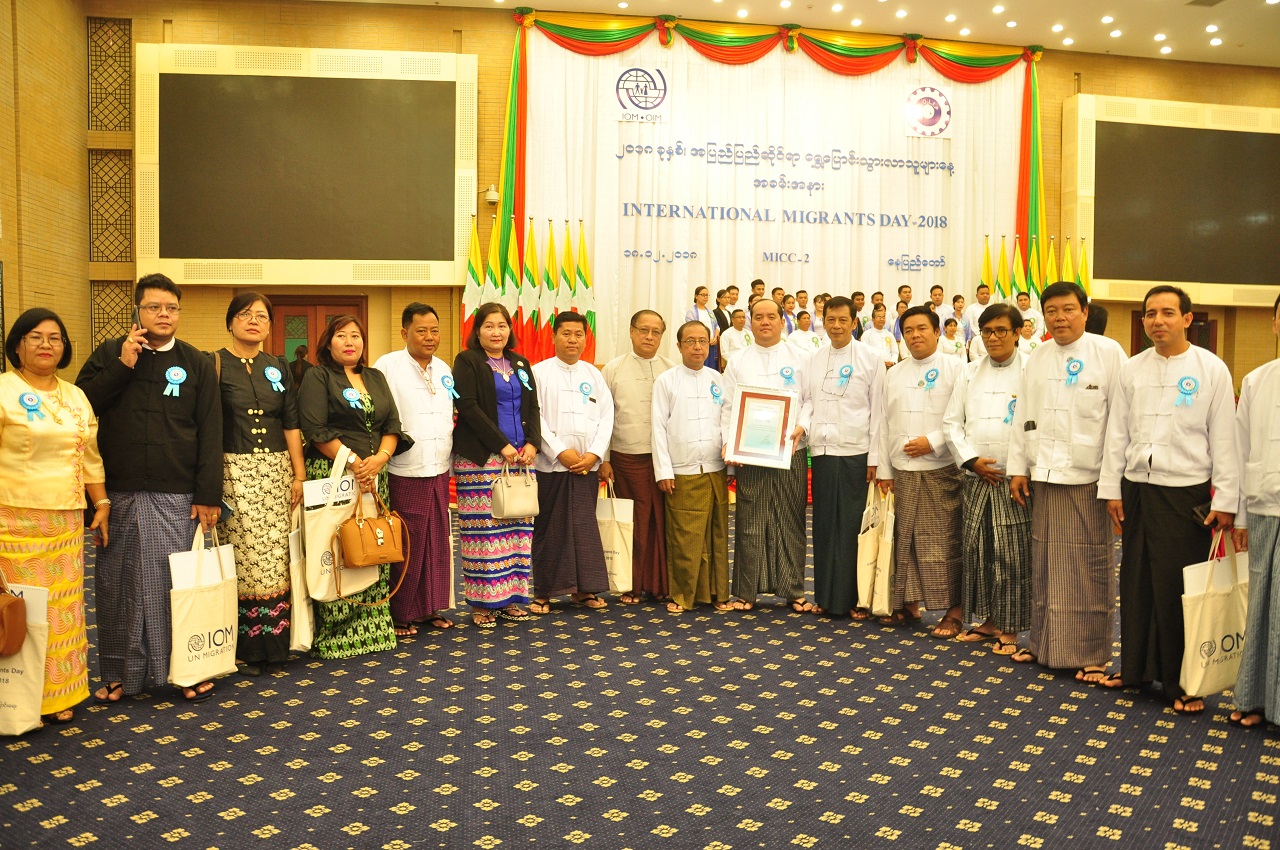 IOM • OIM
၂၀၁၈ ခုနှစ်၊ အပြည်ပြည်ဆိုင်ရာ ရွှေ့ပြောင်းသွားလာသူများနေ့
အခမ်းအနား
INTERNATIONAL MIGRANTS DAY-2018
၁၈.၁၂.၂၀၁၈ MICC-2 နေပြည်တော်
IOM
UN MIGRATION
IOM
UN MIGRATION
IOM
UN MIGRATION
ants Day
018